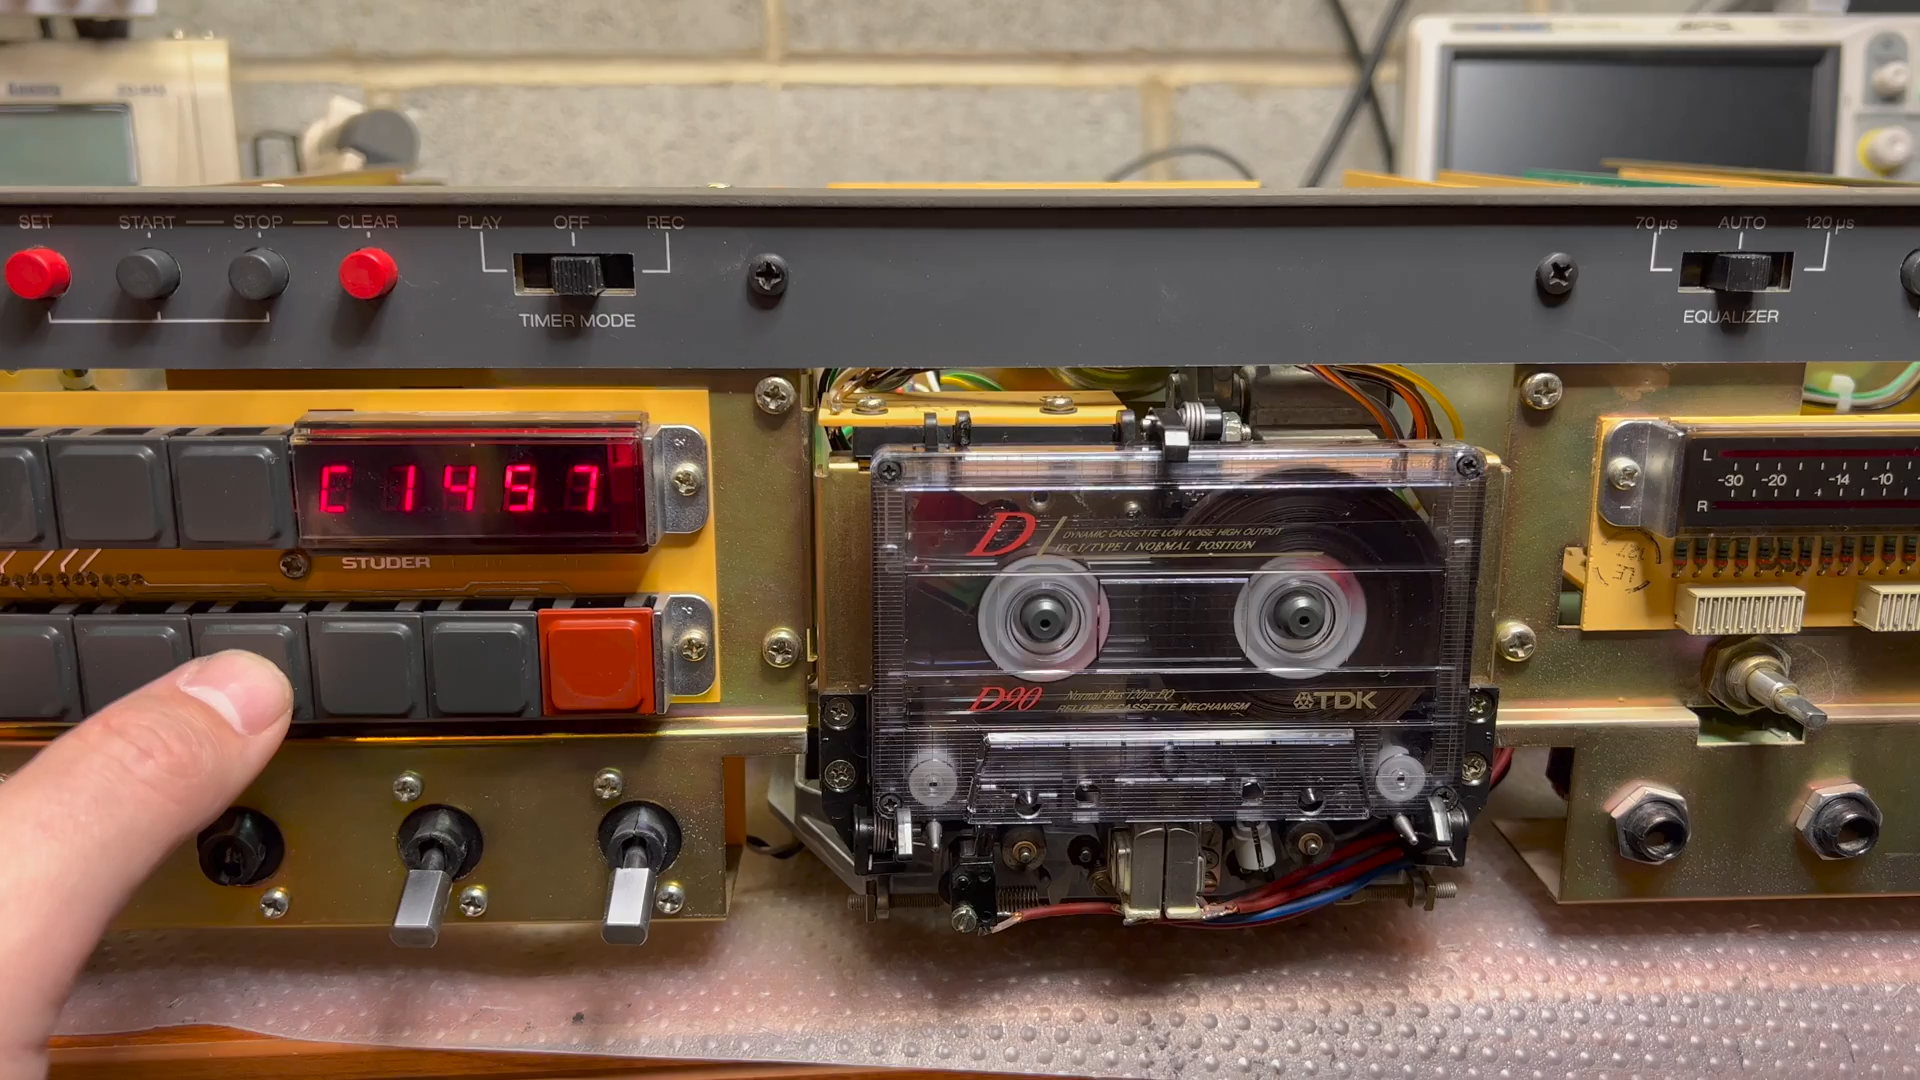 SET START STOP CLEAR
PLAY OFF REC
TIMER MODE
70 µs AUTO 120 µs
EQUALIZER
C 1457
STUDER
D DYNAMIC CASSETTE LOW NOISE HIGH OUTPUT
IEC I/TYPE I NORMAL POSITION
D90 Normal Bias 120µs EQ
RELIABLE CASSETTE MECHANISM
TDK
L
-30 -20 -14 -10
R